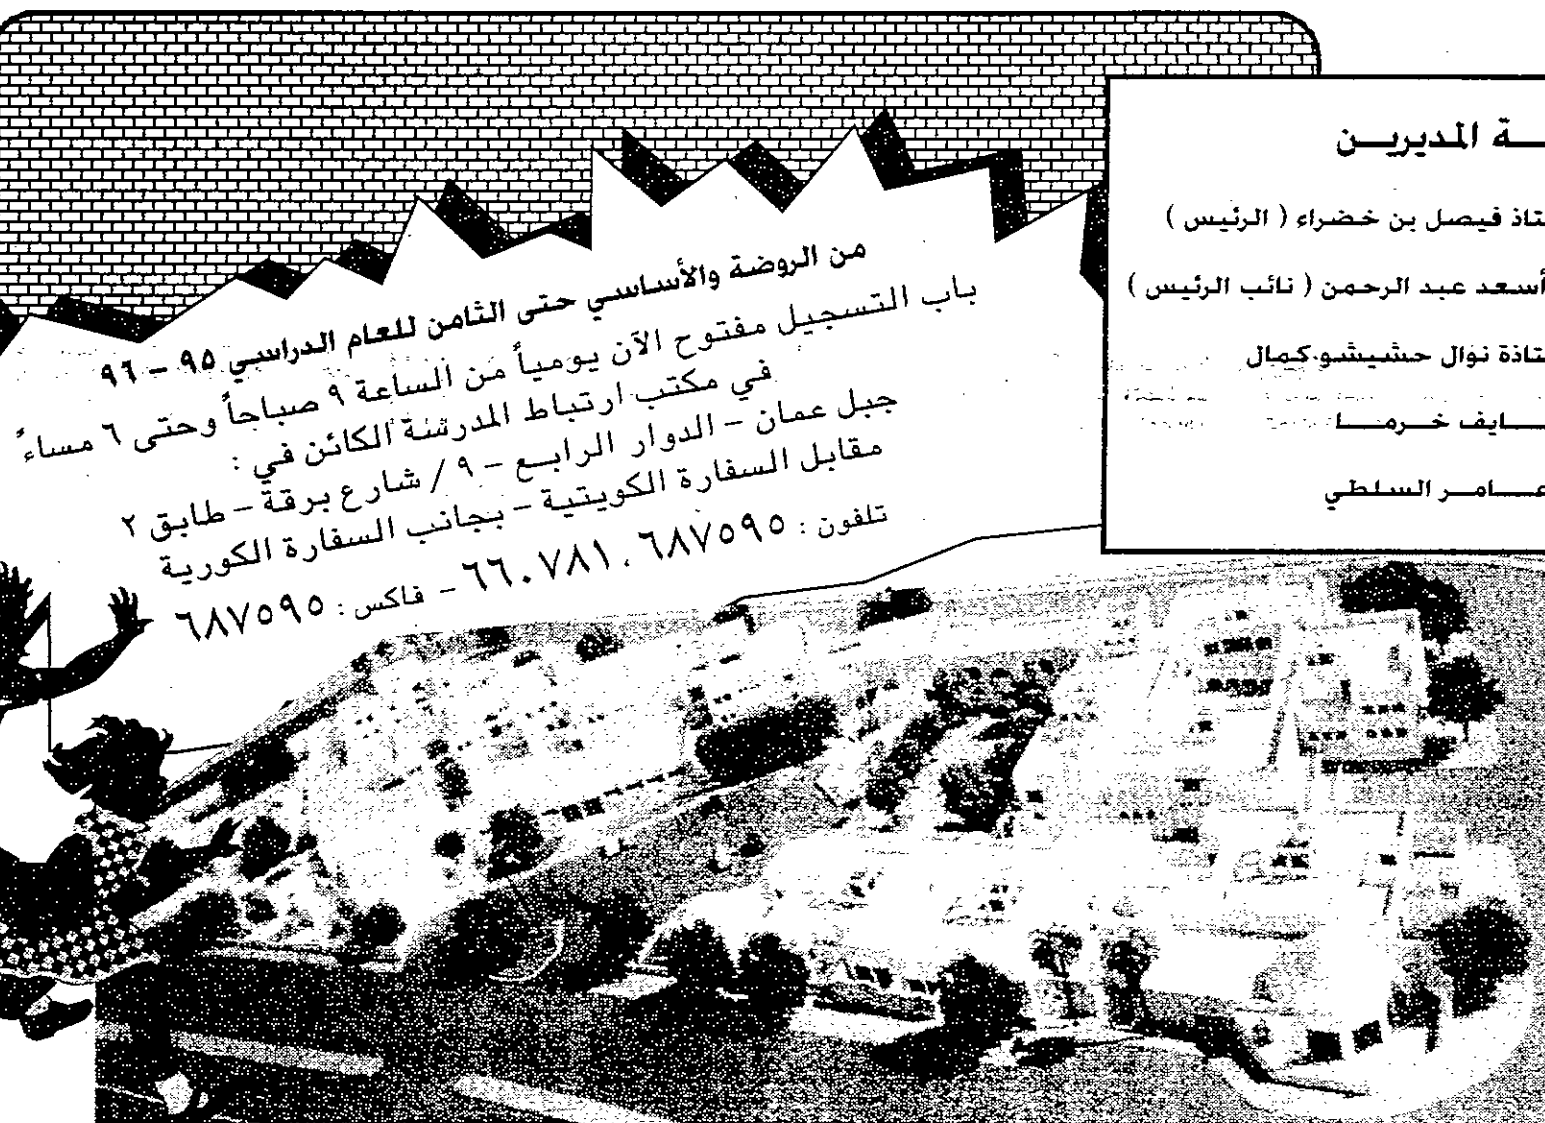 ـة المديريـن
تاذ فيصل بن خضراء ( الرئيس )
أسعد عبد الرحمن ( نائب الرئيس )
تاذة نوال حشيشو كمال
ـايف خـرمـا
عـامـر السلطي
من الروضة والأساسي حتى الثامن للعام الدراسي ٩٥ - ٩٦
باب التسجيل مفتوح الآن يومياً من الساعة ٩ صباحاً وحتى ٦ مساءً
في مكتب ارتباط المدرسة الكائن في :
جبل عمان - الدوار الرابع - ٩ / شارع برقة - طابق ٢
مقابل السفارة الكويتية - بجانب السفارة الكورية
تلفون : ٦٨٧٥٩٥ ، ٦٦٠٧٨١ - فاكس : ٦٨٧٥٩٥